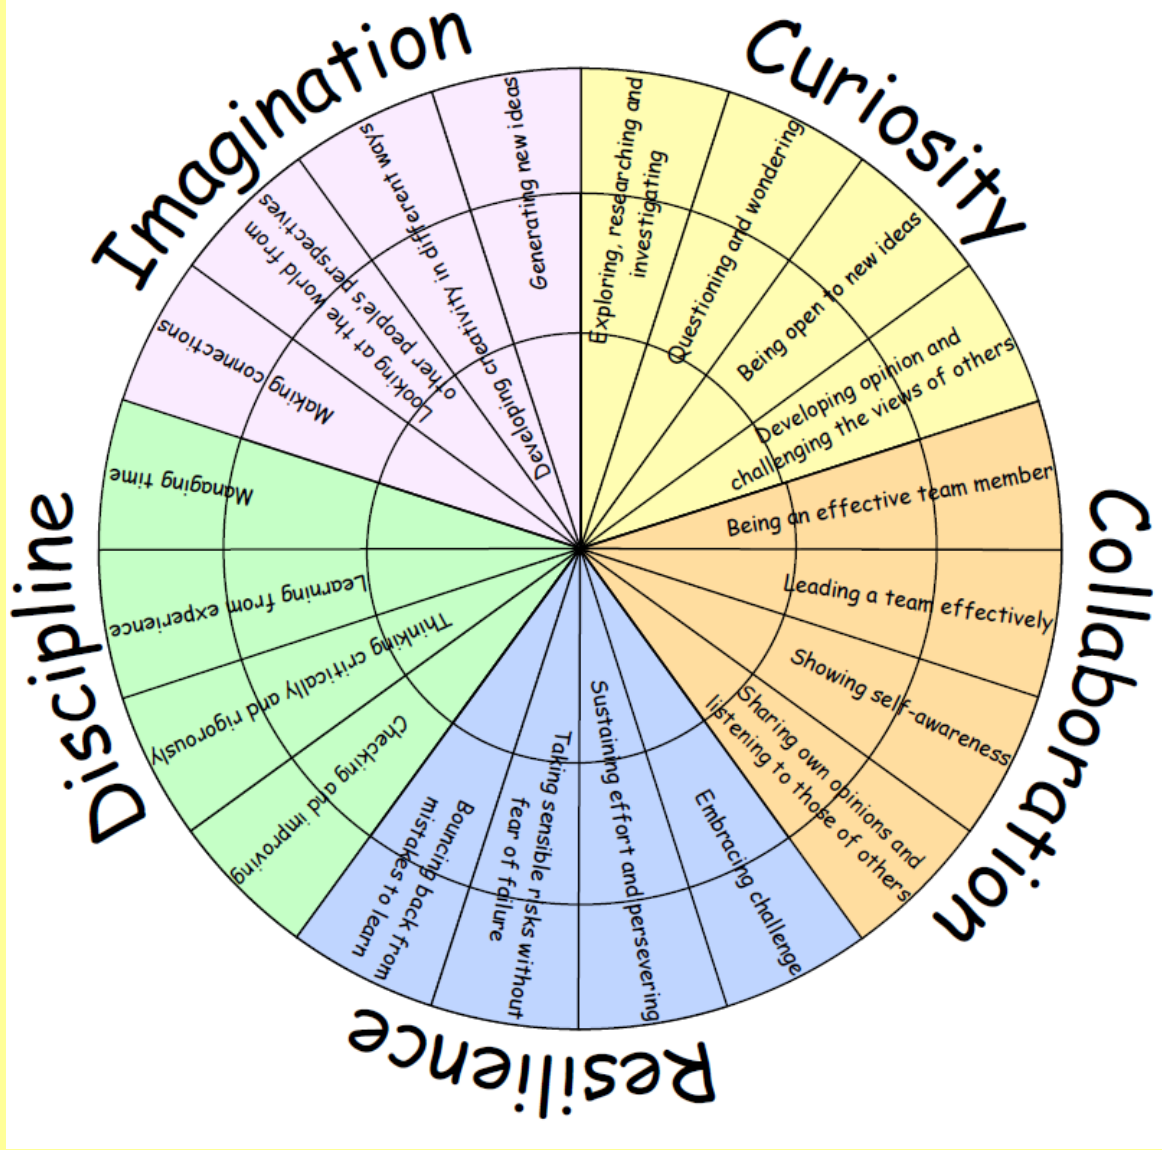 Curiosity
Exploring, researching and
investigating
Questioning and wondering
Being open to new ideas
Developing opinion and
challenging the views of others
Collaboration
Being an effective team member
Leading a team effectively
Showing self-awareness
Sharing own opinions and
listening to those of others
Resilience
Embracing challenge
Sustaining effort and persevering
Taking sensible risks without
fear of failure
Bouncing back from
mistakes to learn
Discipline
Checking and improving
Thinking critically and rigorously
Learning from experience
Managing time
Imagination
Making connections
Looking at the world from
other people's perspectives
Developing creativity in different ways
Generating new ideas